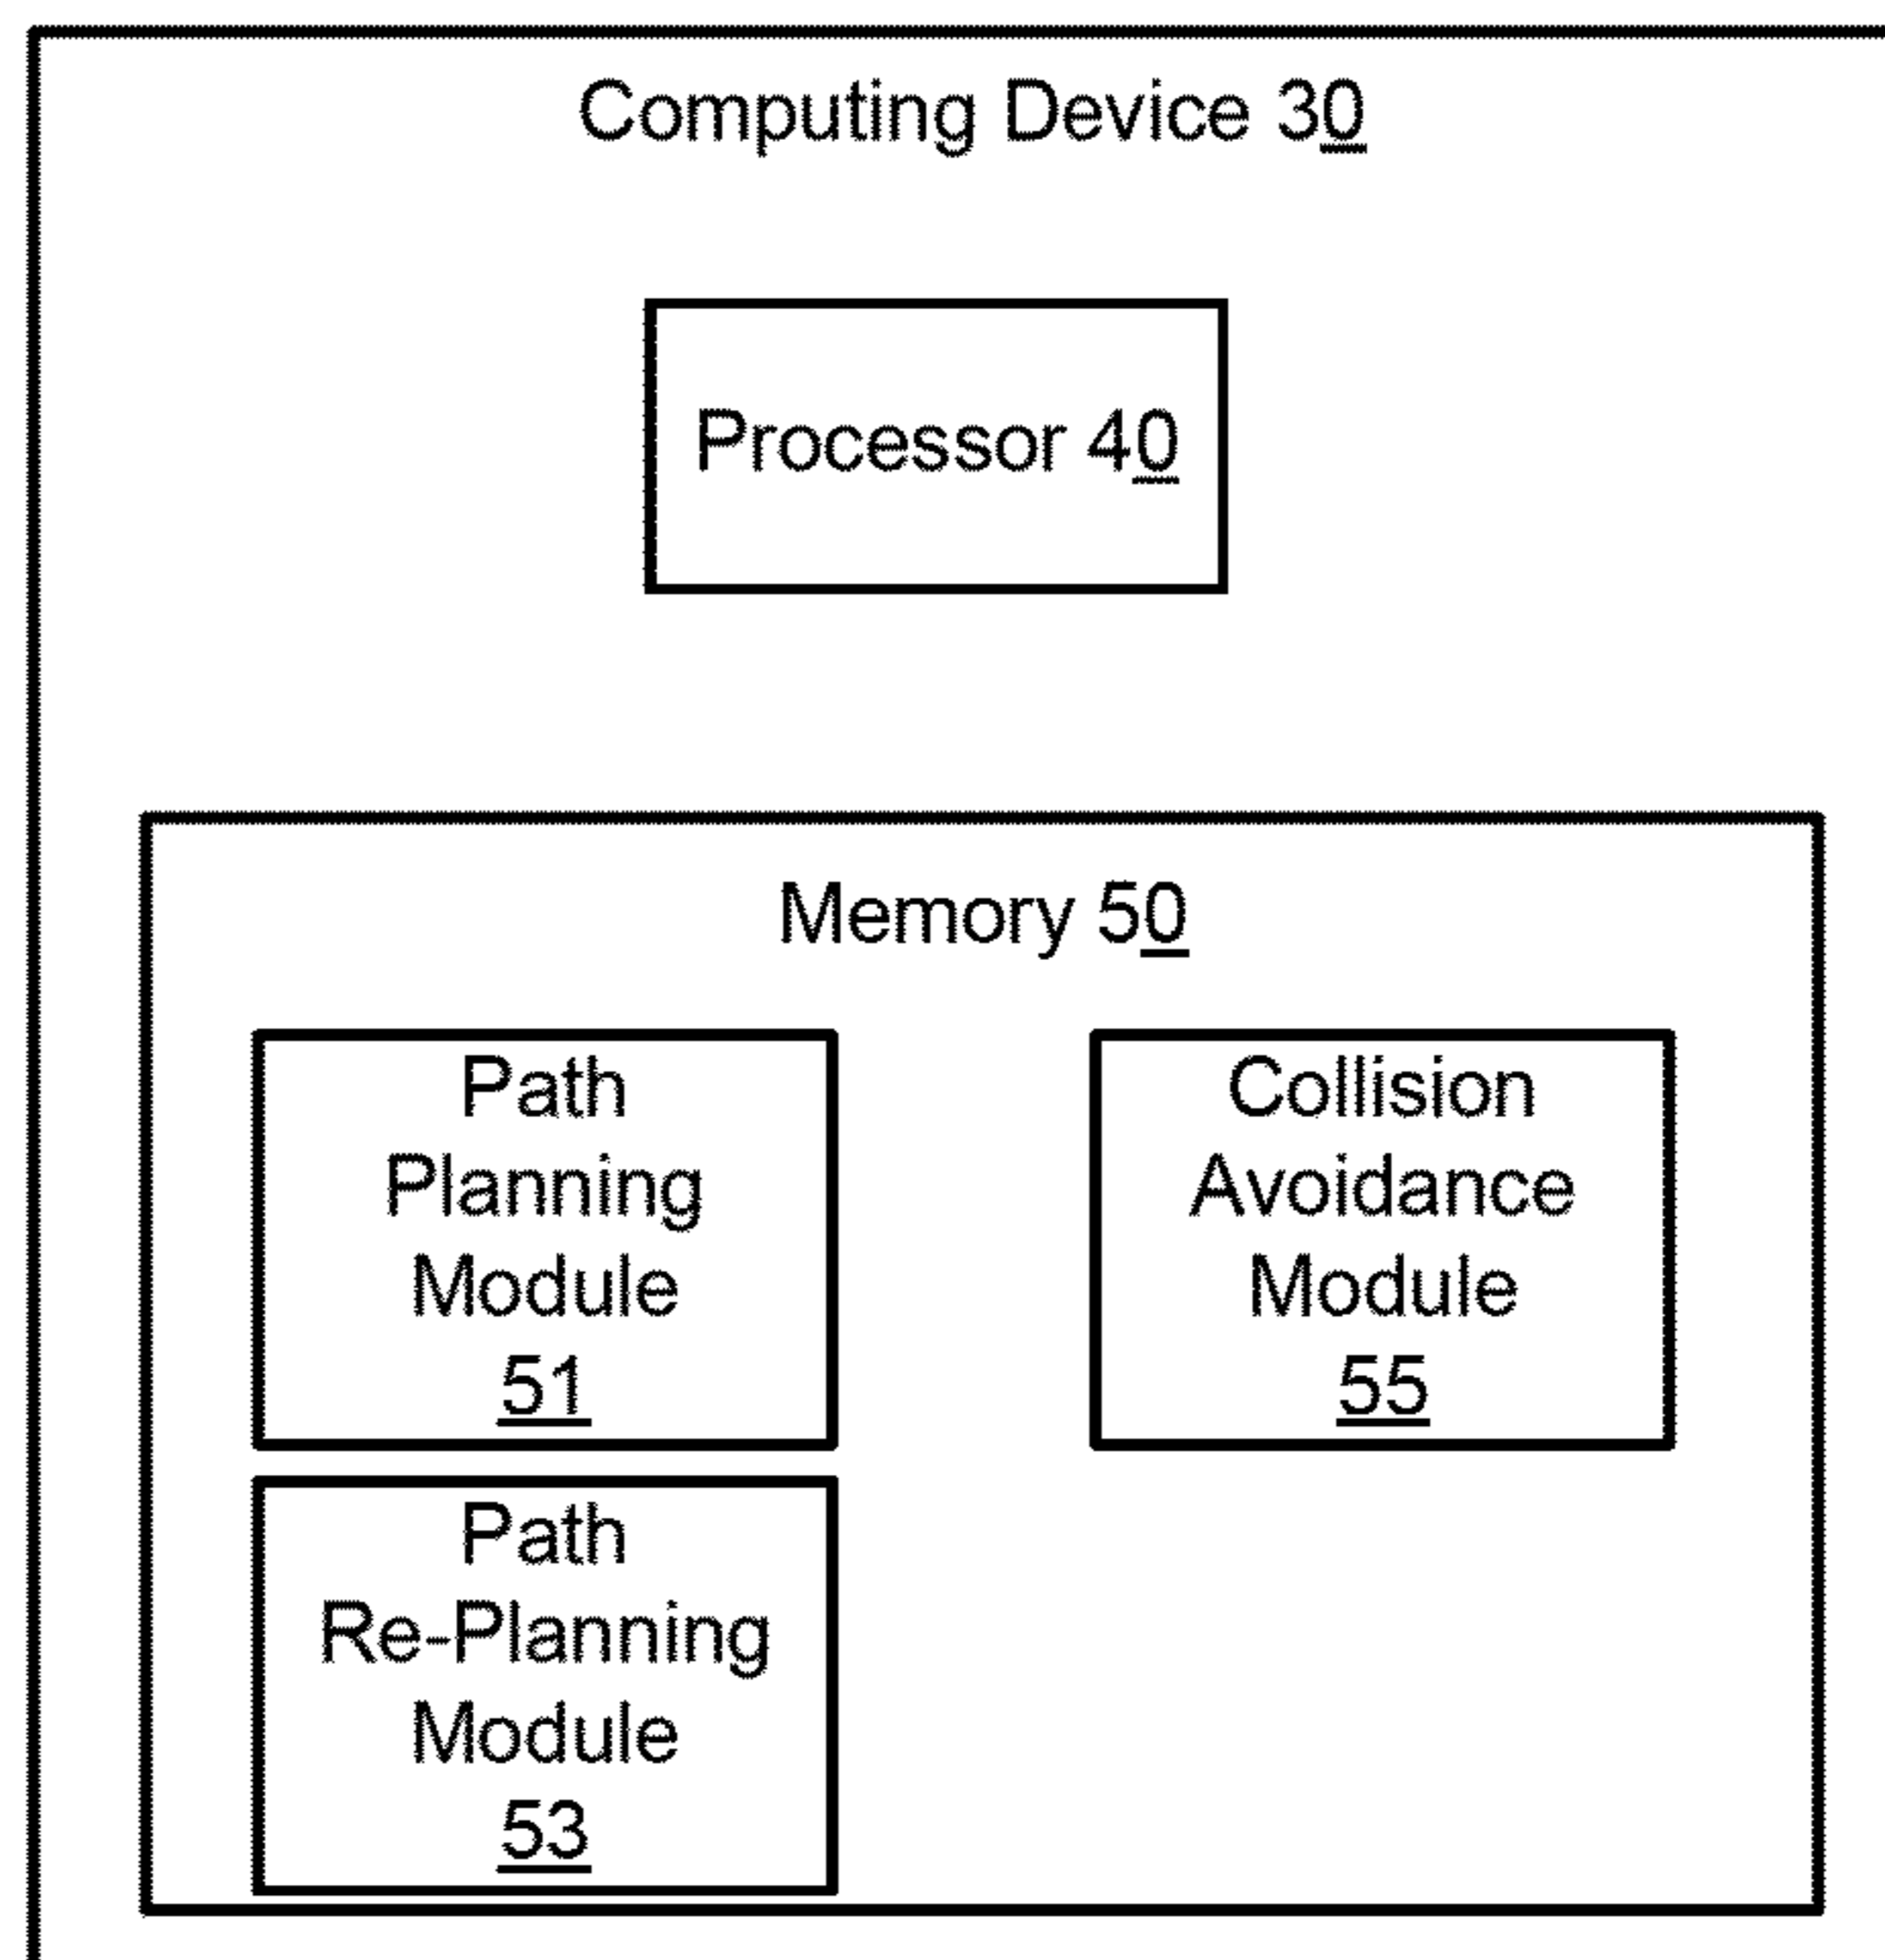 Computing Device 30
Processor 40
Memory 50
Path
Planning
Module
51
Collision
Avoidance
Module
55
Path
Re-Planning
Module
53